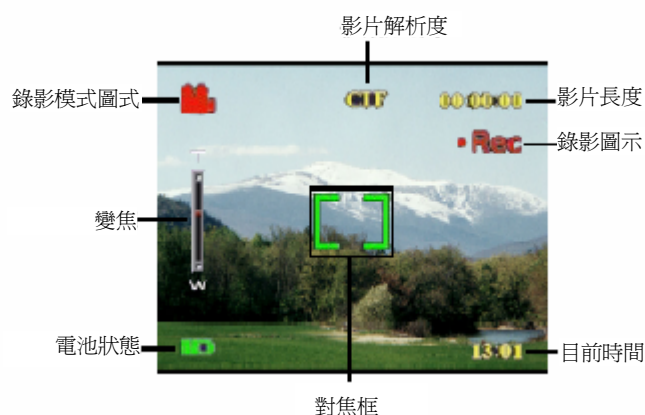 影片解析度
錄影模式圖式
CIF
00:00:01
影片長度
Rec
錄影圖示
T
變焦
W
電池狀態
13:01
目前時間
對焦框